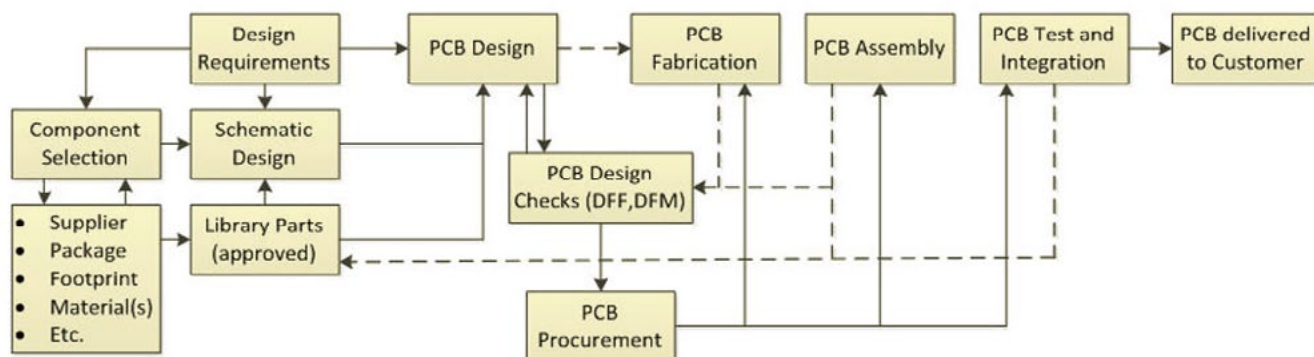 Design
Requirements
PCB Design
PCB
Fabrication
PCB Assembly
PCB Test and
Integration
PCB delivered
to Customer
Component
Selection
Schematic
Design
PCB Design
Checks (DFF,DFM)
• Supplier
• Package
• Footprint
• Material(s)
• Etc.
Library Parts
(approved)
PCB
Procurement